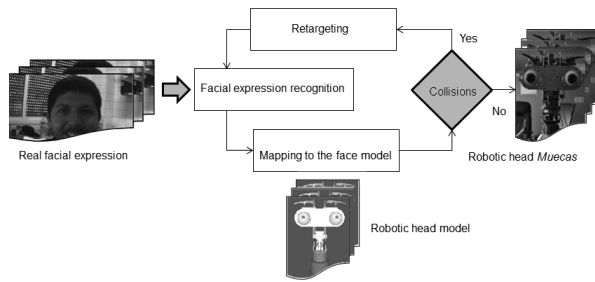 Retargeting
Yes
Facial expression recognition
Collisions
No
Real facial expression
Mapping to the face model
Robotic head Muecas
Robotic head model